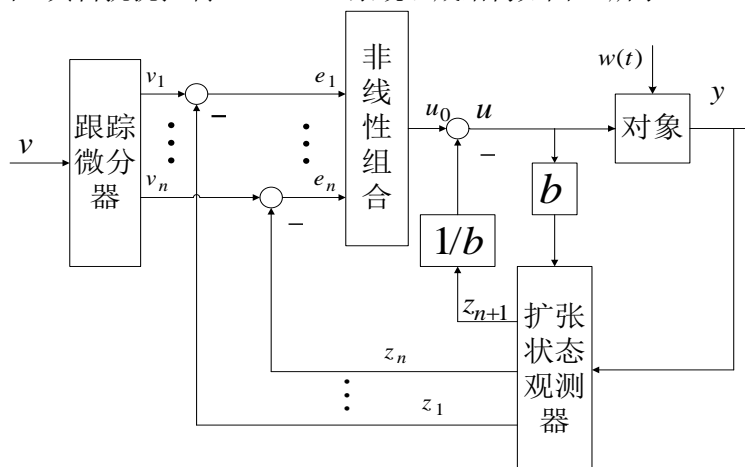 跟踪
微分
器
v
v₁
vₙ
−
−
e₁
eₙ
非
线
性
组
合
u₀
u
−
w(t)
对象
y
b
1/b
zₙ₊₁
zₙ
z₁
扩张
状态
观测
器